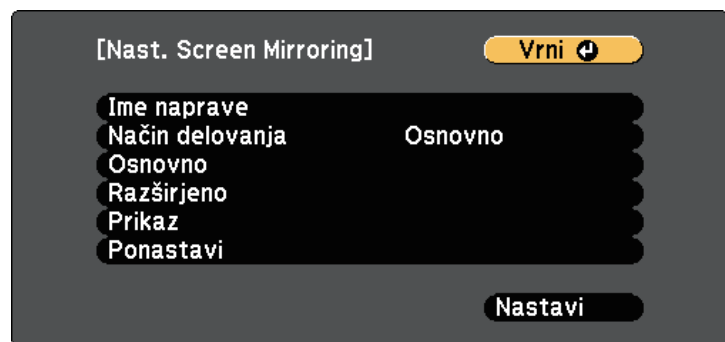 [Nast. Screen Mirroring] Vrni
Ime naprave
Način delovanja Osnovno
Osnovno
Razširjeno
Prikaz
Ponastavi
Nastavi